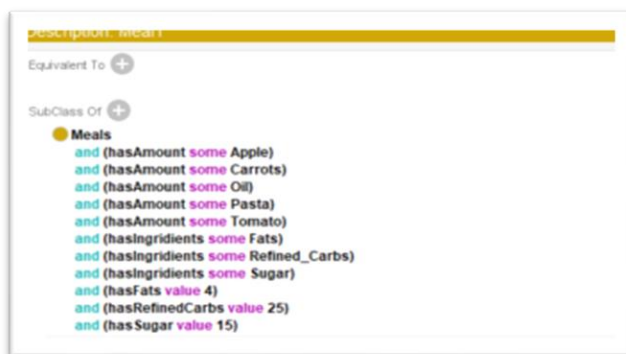 Description: Meal1
Equivalent To
SubClass Of
Meals
and (hasAmount some Apple)
and (hasAmount some Carrots)
and (hasAmount some Oil)
and (hasAmount some Pasta)
and (hasAmount some Tomato)
and (hasIngridients some Fats)
and (hasIngridients some Refined_Carbs)
and (hasIngridients some Sugar)
and (hasFats value 4)
and (hasRefinedCarbs value 25)
and (hasSugar value 15)